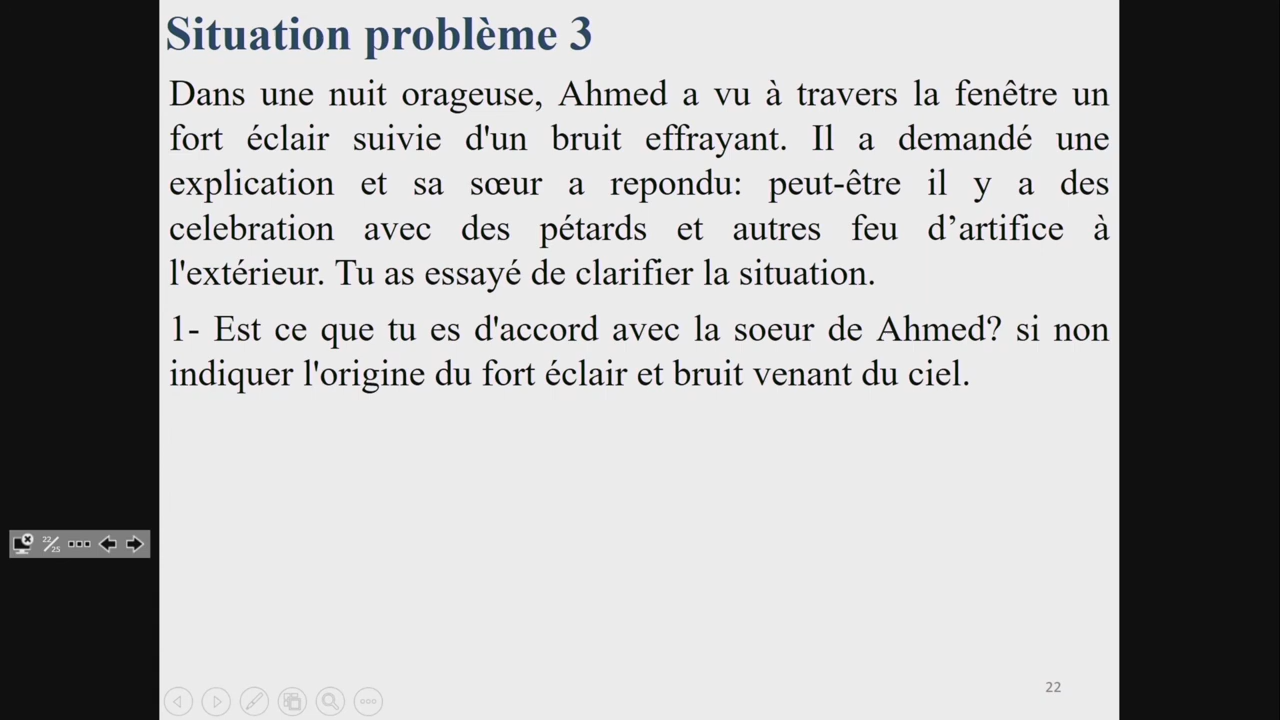 Situation problème 3
Dans une nuit orageuse, Ahmed a vu à travers la fenêtre un
fort éclair suivie d'un bruit effrayant. Il a demandé une
explication et sa sœur a repondu: peut-être il y a des
celebration avec des pétards et autres feu d’artifice à
l'extérieur. Tu as essayé de clarifier la situation.
1- Est ce que tu es d'accord avec la soeur de Ahmed? si non
indiquer l'origine du fort éclair et bruit venant du ciel.
22/25
22